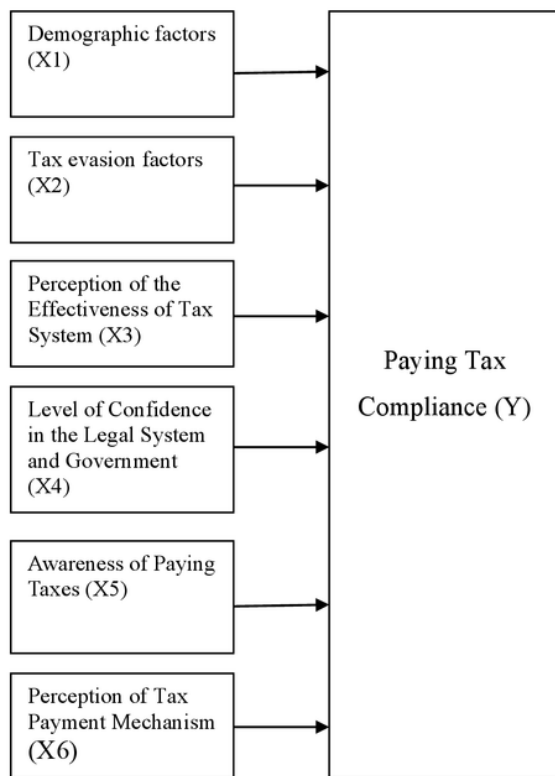 Demographic factors
(X1)
Tax evasion factors
(X2)
Perception of the
Effectiveness of Tax
System (X3)
Level of Confidence
in the Legal System
and Government
(X4)
Awareness of Paying
Taxes (X5)
Perception of Tax
Payment Mechanism
(X6)
Paying Tax
Compliance (Y)